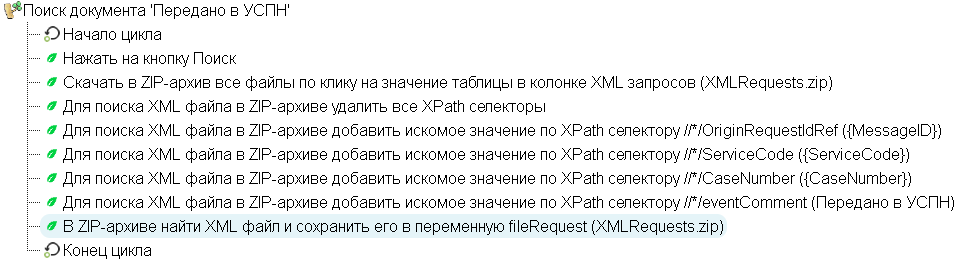 Поиск документа 'Передано в УСПН'
Начало цикла
Нажать на кнопку Поиск
Скачать в ZIP-архив все файлы по клику на значение таблицы в колонке XML запросов (XMLRequests.zip)
Для поиска XML файла в ZIP-архиве удалить все XPath селекторы
Для поиска XML файла в ZIP-архиве добавить искомое значение по XPath селектору //*/OriginRequestIdRef ({MessageID})
Для поиска XML файла в ZIP-архиве добавить искомое значение по XPath селектору //*/ServiceCode ({ServiceCode})
Для поиска XML файла в ZIP-архиве добавить искомое значение по XPath селектору //*/CaseNumber ({CaseNumber})
Для поиска XML файла в ZIP-архиве добавить искомое значение по XPath селектору //*/eventComment (Передано в УСПН)
В ZIP-архиве найти XML файл и сохранить его в переменную fileRequest (XMLRequests.zip)
Конец цикла